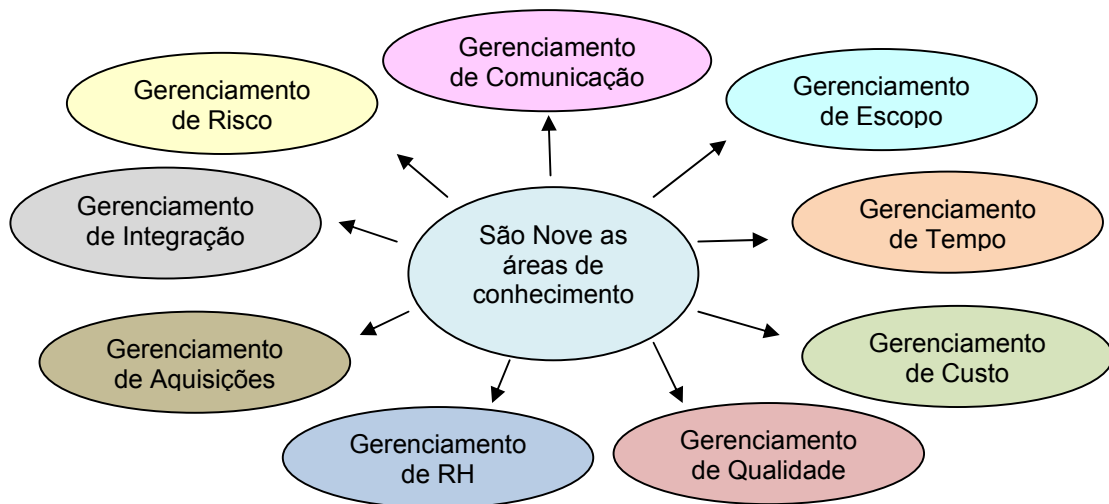 Gerenciamento
de Comunicação
Gerenciamento
de Risco
Gerenciamento
de Escopo
Gerenciamento
de Integração
Gerenciamento
de Tempo
São Nove as
áreas de
conhecimento
Gerenciamento
de Aquisições
Gerenciamento
de Custo
Gerenciamento
de RH
Gerenciamento
de Qualidade